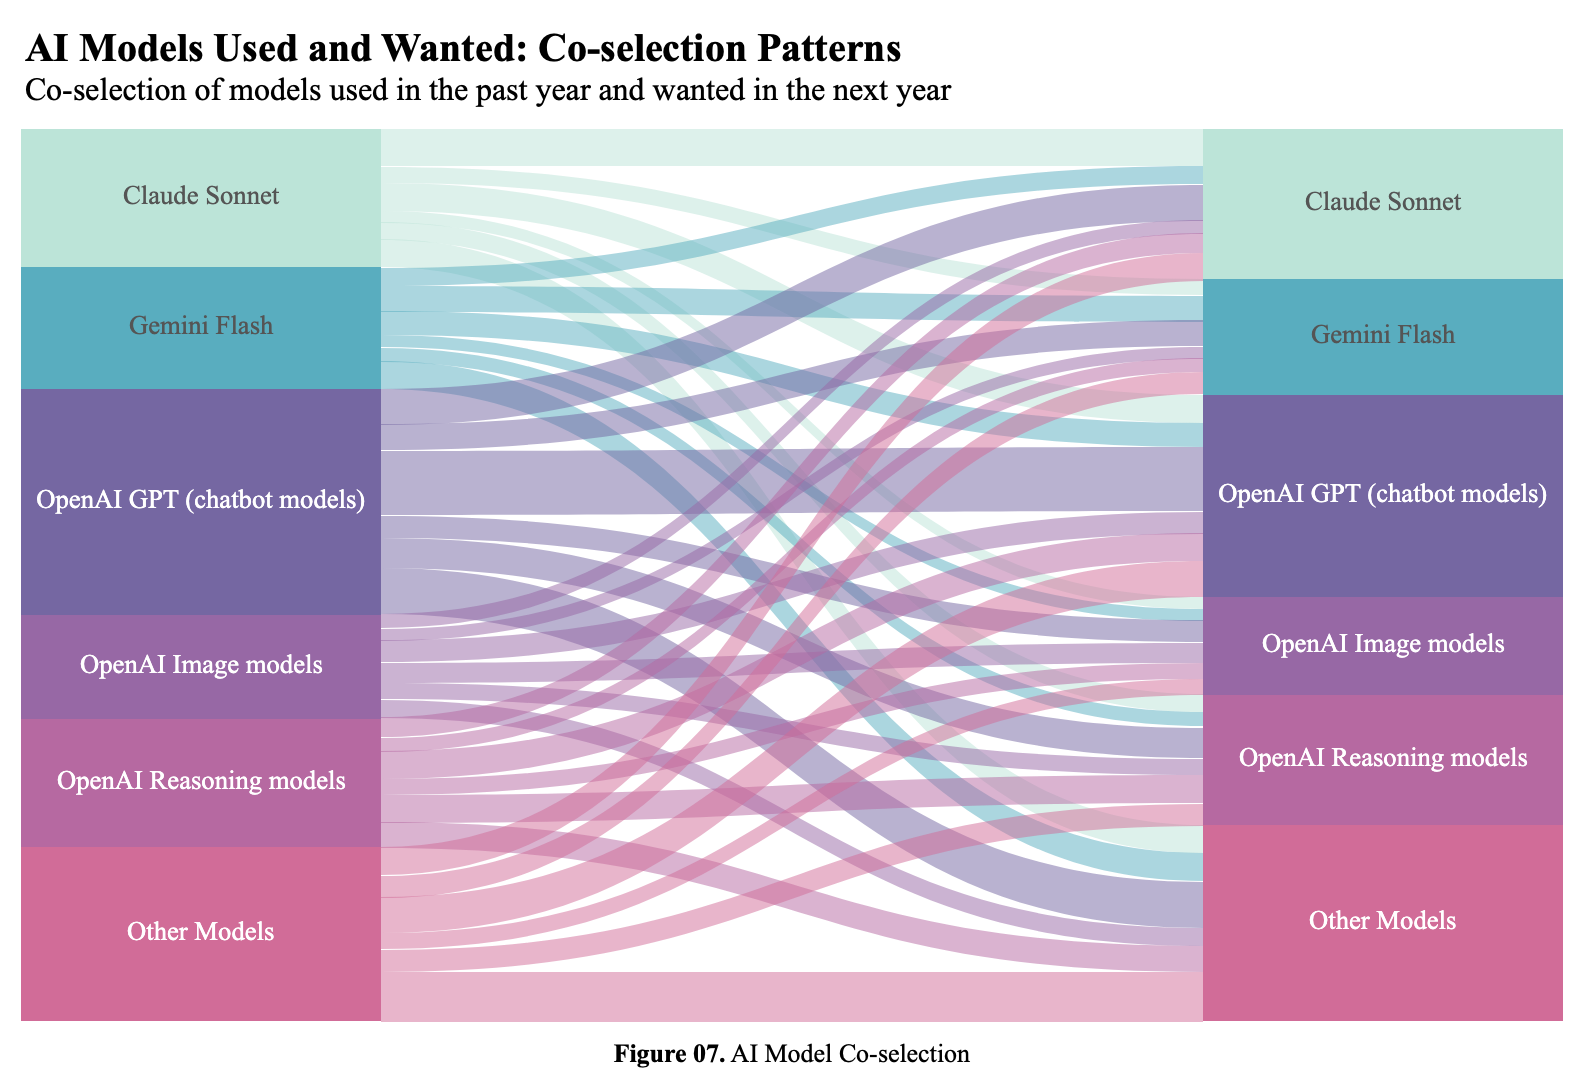 AI Models Used and Wanted: Co-selection Patterns
Co-selection of models used in the past year and wanted in the next year
Claude Sonnet
Gemini Flash
OpenAI GPT (chatbot models)
OpenAI Image models
OpenAI Reasoning models
Other Models
Claude Sonnet
Gemini Flash
OpenAI GPT (chatbot models)
OpenAI Image models
OpenAI Reasoning models
Other Models
Figure 07. AI Model Co-selection